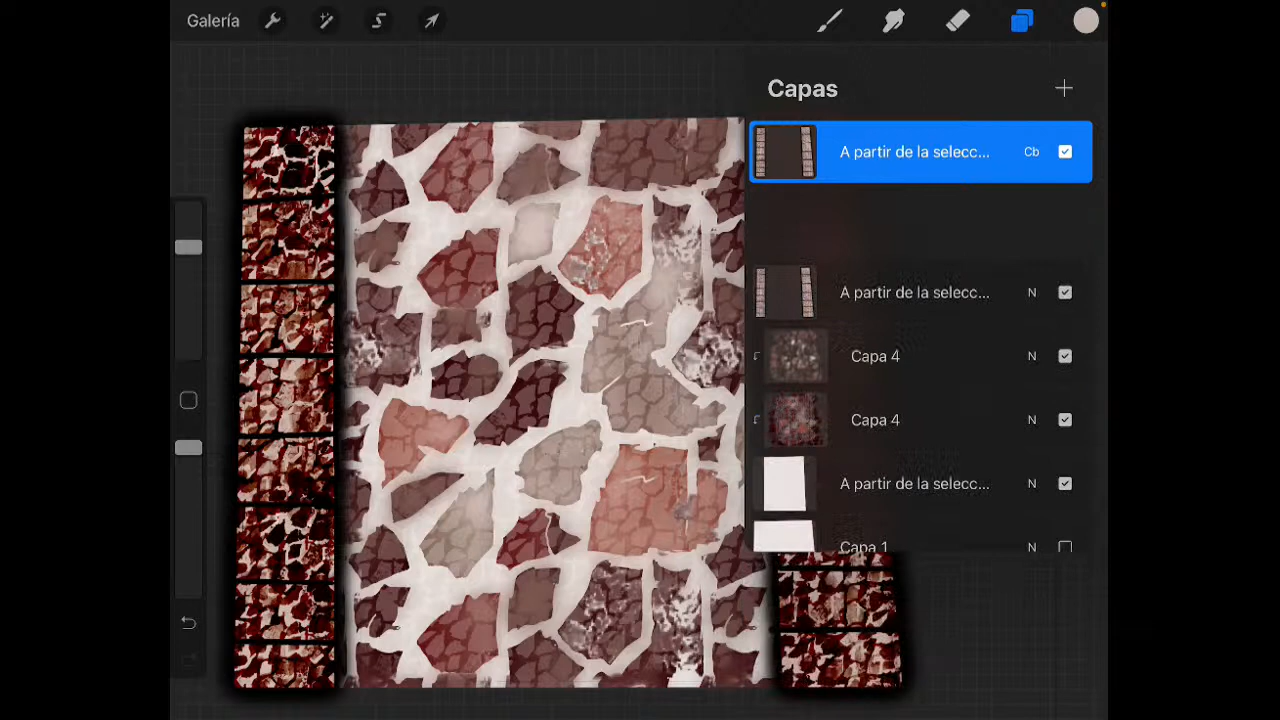 Galería
Capas
A partir de la selecc... Cb
A partir de la selecc... N
Capa 4 N
Capa 4 N
A partir de la selecc... N
Capa 1 N